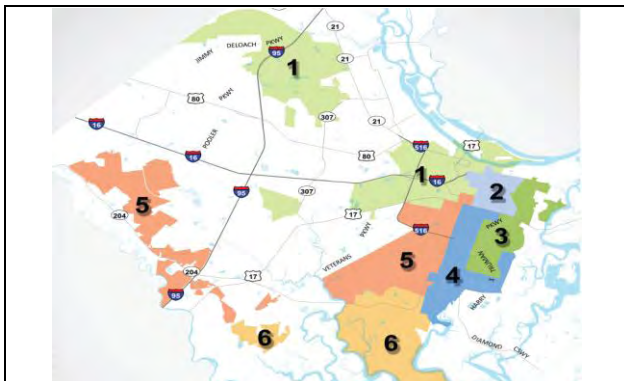 21
PKWY
JIMMY DELOACH
95
1
21
80
PKWY
307
21
16
POOLER
16
80
516
17
1
16
95
307
2
5
17
204
PKWY
PKWY
516
3
5
TRUMAN
VETERANS
204
17
4
S
95
HARRY
6
6
DIAMOND CSWY